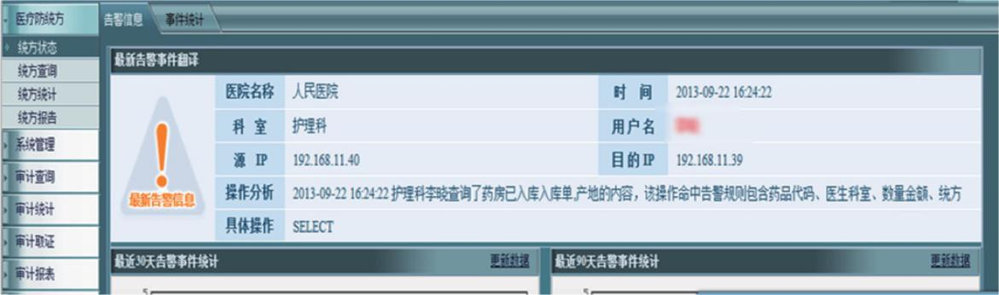 医疗防统方
告警信息 事件统计
统方状态
统方查询
统方统计
统方报告
系统管理
审计查询
审计统计
审计取证
审计报表
最新告警事件翻译
最新告警信息
医院名称 人民医院 时 间 2013-09-22 16:24:22
科 室 护理科 用户名
源 IP 192.168.11.40 目的IP 192.168.11.39
操作分析 2013-09-22 16:24:22 护理科李晓查询了药房已入库入库单,产地的内容，该操作命中告警规则包含药品代码、医生科室、数量金额、统方
具体操作 SELECT
最近30天告警事件统计 更新数据 最近90天告警事件统计 更新数据
5 5